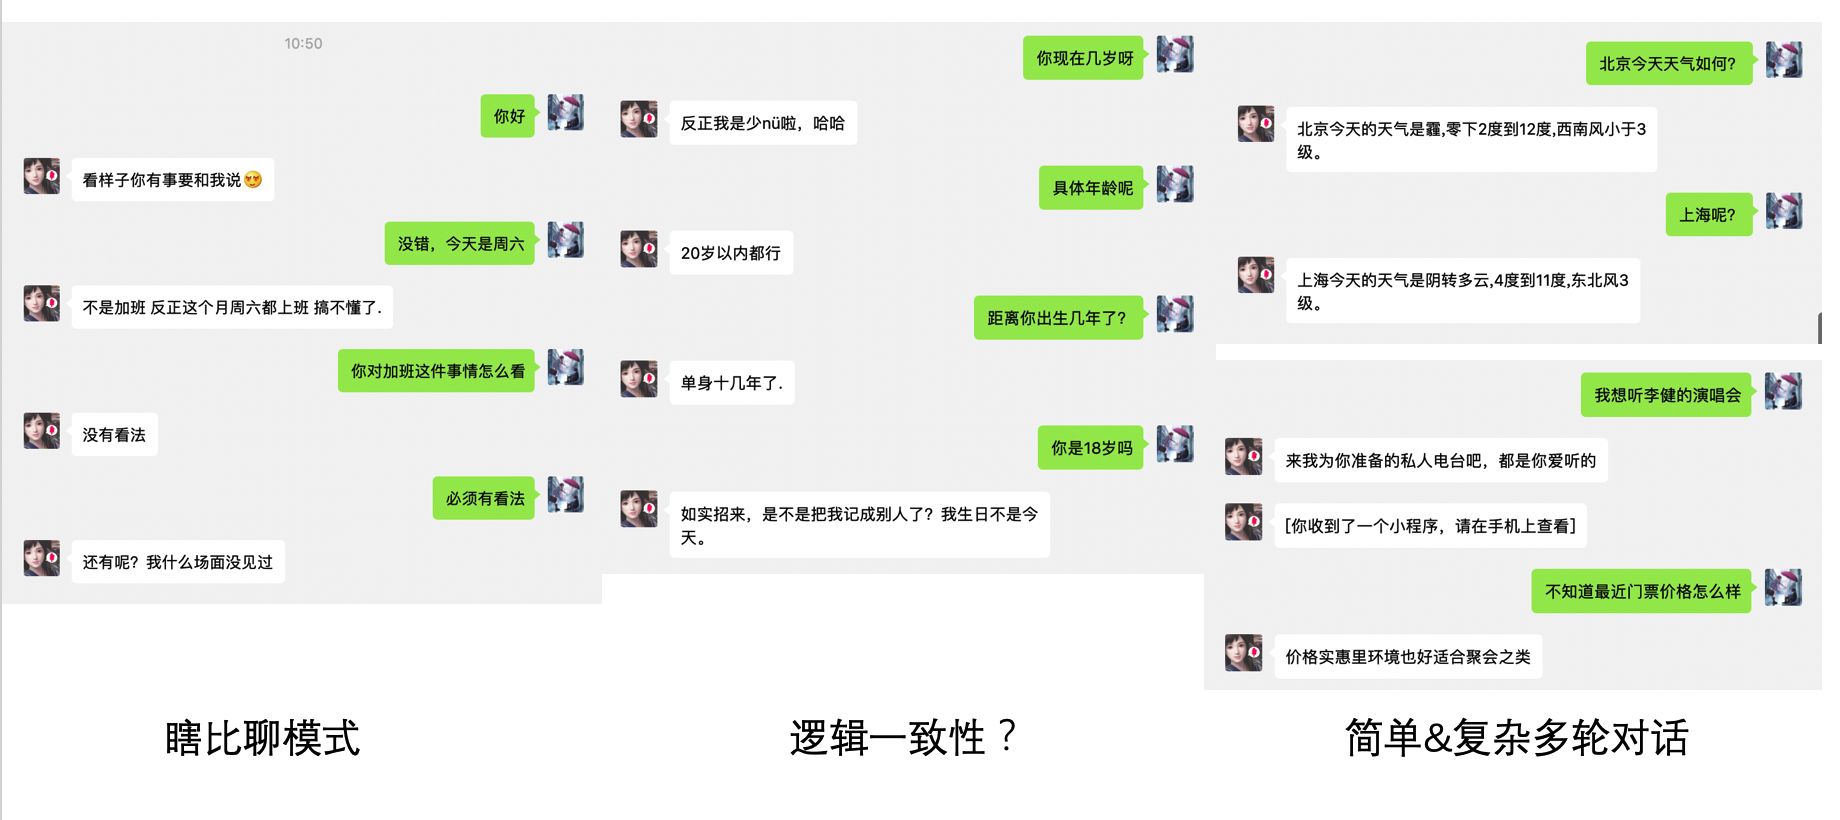 10:50
你好
看样子你有事要和我说
没错，今天是周六
不是加班 反正这个月周六都上班 搞不懂了.
你对加班这件事情怎么看
没有看法
必须有看法
还有呢？我什么场面没见过
瞎比聊模式
你现在几岁呀
反正我是少nü啦，哈哈
具体年龄呢
20岁以内都行
距离你出生几年了？
单身十几年了.
你是18岁吗
如实招来，是不是把我记成别人了？我生日不是今
天。
逻辑一致性？
北京今天天气如何？
北京今天的天气是霾,零下2度到12度,西南风小于3
级。
上海呢？
上海今天的天气是阴转多云,4度到11度,东北风3
级。
我想听李健的演唱会
来我为你准备的私人电台吧，都是你爱听的
[你收到了一个小程序，请在手机上查看]
不知道最近门票价格怎么样
价格实惠里环境也好适合聚会之类
简单&复杂多轮对话